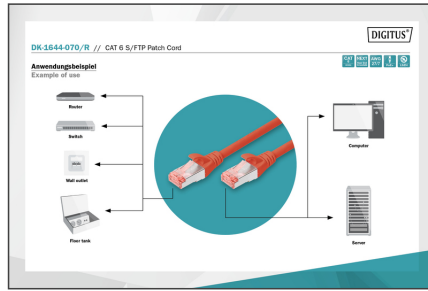 DIGITUS®
DK-1644-070/R // CAT 6 S/FTP Patch Cord
Anwendungsbeispiel
Example of use
Router
Switch
Wall outlet
Floor tank
Computer
Server